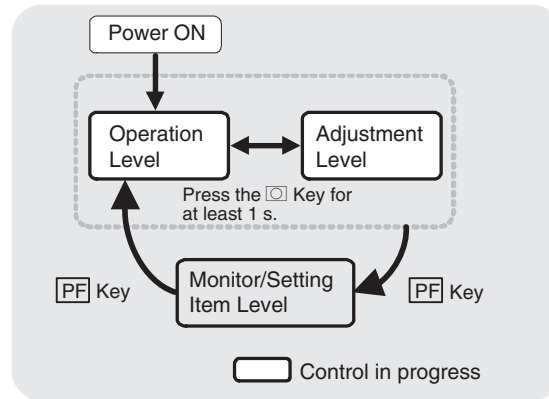 Power ON
Operation
Level
Adjustment
Level
Press the Key for
at least 1 s.
Monitor/Setting
Item Level
PF Key
PF Key
Control in progress